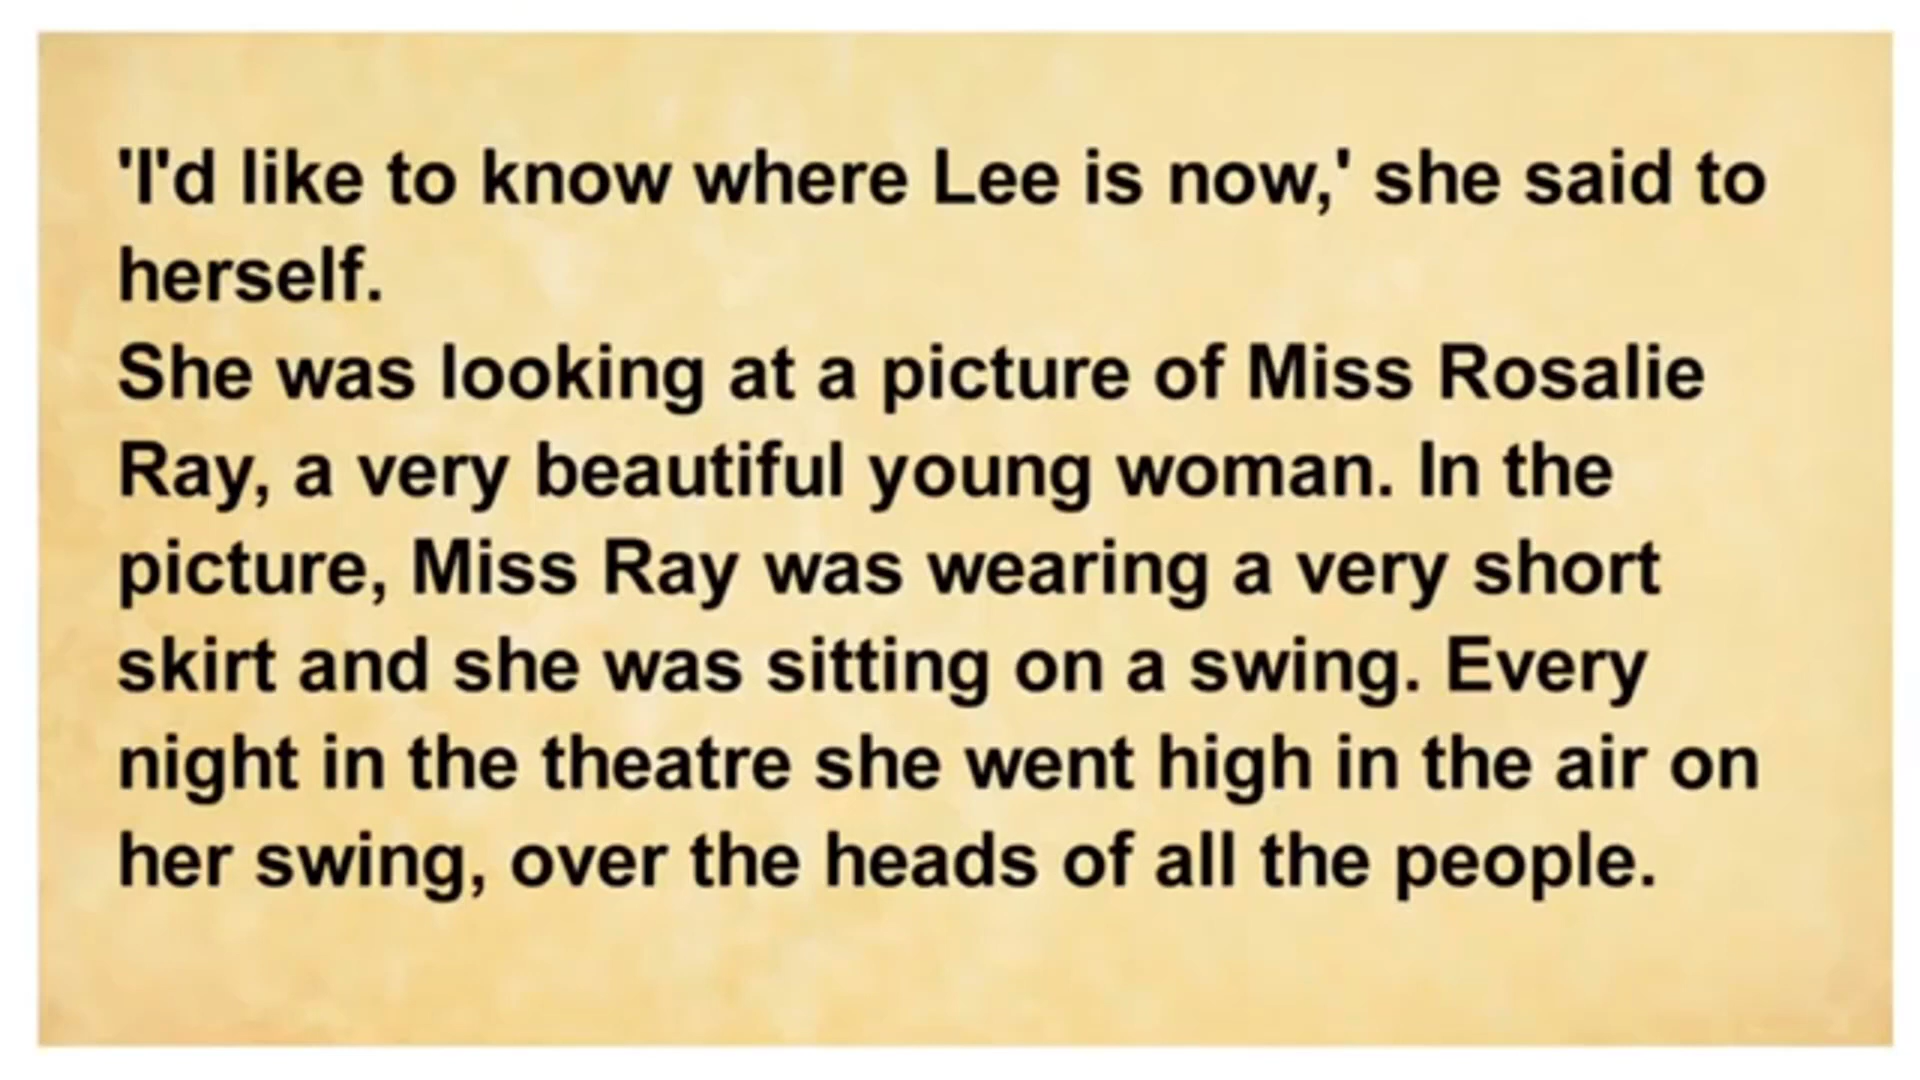 'I'd like to know where Lee is now,' she said to
herself.
She was looking at a picture of Miss Rosalie
Ray, a very beautiful young woman. In the
picture, Miss Ray was wearing a very short
skirt and she was sitting on a swing. Every
night in the theatre she went high in the air on
her swing, over the heads of all the people.